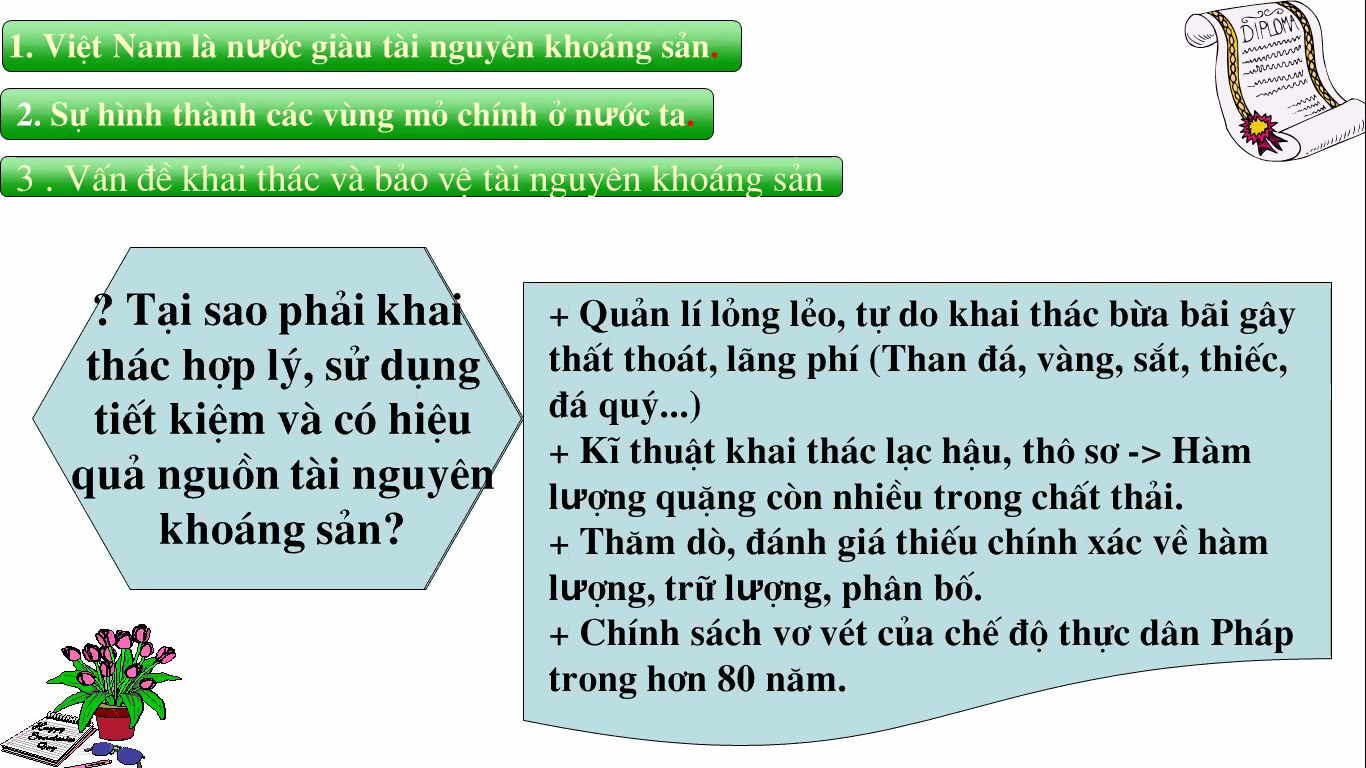 1. Việt Nam là nước giàu tài nguyên khoáng sản.
2. Sự hình thành các vùng mỏ chính ở nước ta.
3 . Vấn đề khai thác và bảo vệ tài nguyên khoáng sản
DIPLOMA
? Tại sao phải khai
thác hợp lý, sử dụng
tiết kiệm và có hiệu
quả nguồn tài nguyên
khoáng sản?
+ Quản lí lỏng lẻo, tự do khai thác bừa bãi gây
thất thoát, lãng phí (Than đá, vàng, sắt, thiếc,
đá quý...)
+ Kĩ thuật khai thác lạc hậu, thô sơ -> Hàm
lượng quặng còn nhiều trong chất thải.
+ Thăm dò, đánh giá thiếu chính xác về hàm
lượng, trữ lượng, phân bố.
+ Chính sách vơ vét của chế độ thực dân Pháp
trong hơn 80 năm.
Happy
Day